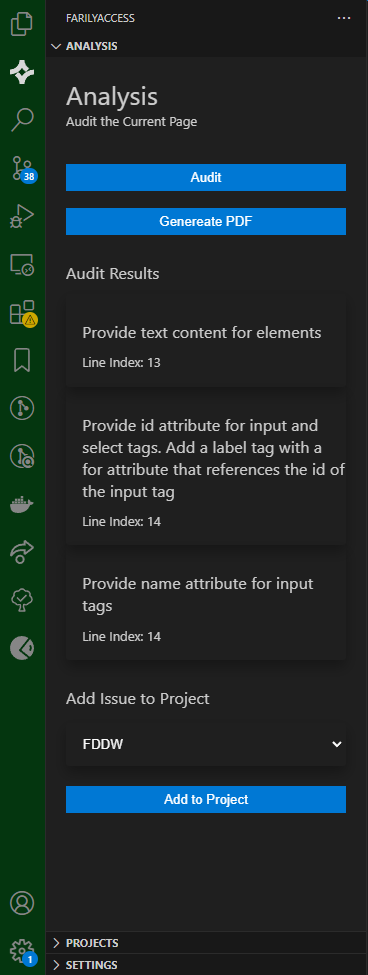 FARILYACCESS
ANALYSIS
Analysis
Audit the Current Page
Audit
38
Genereate PDF
Audit Results
Provide text content for elements
Line Index: 13
Provide id attribute for input and
select tags. Add a label tag with a
for attribute that references the id of
the input tag
Line Index: 14
Provide name attribute for input
tags
Line Index: 14
Add Issue to Project
FDDW
Add to Project
PROJECTS
1
SETTINGS